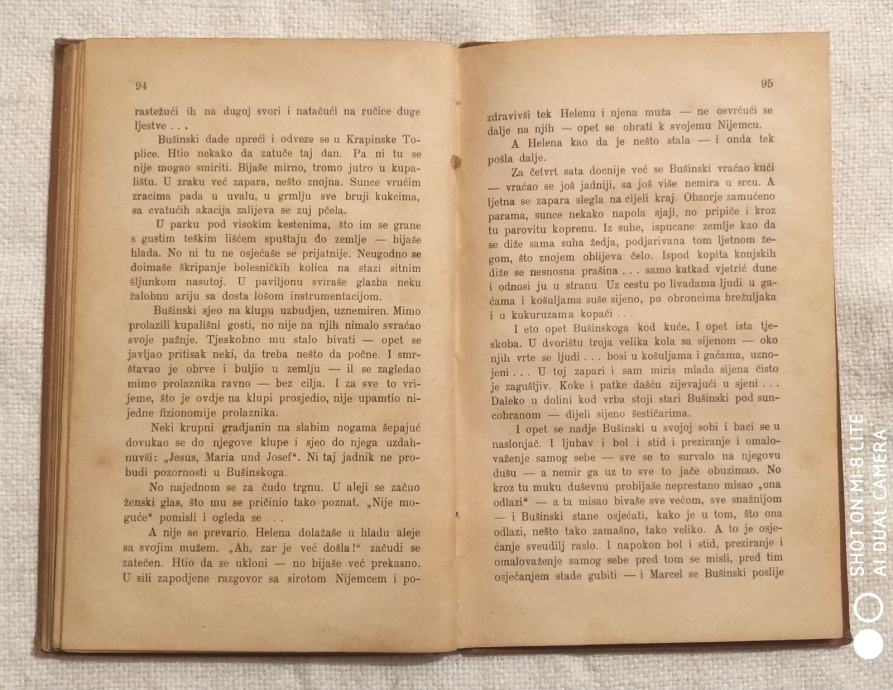 94
rastežući ih na dugoj svori i natačući na ručice duge
ljestve . . .
Bušinski dade upreći i odveze se u Krapinske To-
plice. Htio nekako da zatuče taj dan. Pa ni tu se
nije mogao smiriti. Bijaše mirno, tromo jutro u kupa-
lištu. U zraku već zapara, nešto znojna. Sunce vrućim
zracima pada u uvalu, u grmlju sve bruji kukcima,
sa cvatućih akacija zalijeva se zuj pčela.
U parku pod visokim kestenima, što im se grane
s gustim teškim lišćem spuštaju do zemlje — bijaše
hlada. No ni tu ne osjećaše se prijatnije. Neugodno se
doimaše škripanje bolesničkih kolica na stazi sitnim
šljunkom nasutoj. U paviljonu sviraše glazba neku
žalobnu ariju sa dosta lošom instrumentacijom.
Bušinski sjeo na klupu uzbudjen, uznemiren. Mimo
prolazili kupališni gosti, no nije na njih nimalo svraćao
svoje pažnje. Tjeskobno mu stalo bivati — opet se
javljao pritisak neki, da treba nešto da počne. I smr-
štavao je obrve i buljio u zemlju — il se zagledao
mimo prolaznika ravno — bez cilja. I za sve to vri-
jeme, što je ovdje na klupi prosjedio, nije upamtio ni-
jedne fizionomije prolaznika.
Neki krupni gradjanin na slabim nogama šepajuć
dovukao se do njegove klupe i sjeo do njega uzdah-
nuvši: „Jesus, Maria und Josef“. Ni taj jadnik ne pro-
budi pozornosti u Bušinskoga.
No najednom se za čudo trgnu. U aleji se začuo
ženski glas, što mu se pričinio tako poznat. „Nije mo-
guće“ pomisli i ogleda se . . .
A nije se prevario. Helena dolažaše u hladu aleje
sa svojim mužem. „Ah, zar je već došla!“ začudi se
zatečen. Htio da se ukloni — no bijaše već prekasno.
U sili zapodjene razgovor sa sirotom Nijemcem i po-
95
zdravivši tek Helenu i njena muža — ne osvrćući se
dalje na njih — opet se obrati k svojemu Nijemcu.
A Helena kao da je nešto stala — i onda tek
pošla dalje.
Za četvrt sata docnije već se Bušinski vraćao kući
— vraćao se još jadniji, sa još više nemira u srcu. A
ljetna se zapara slegla na cijeli kraj. Obzorje zamućeno
parama, sunce nekako napola sjaji, no pripiče i kroz
tu parovitu koprenu. Iz suhe, ispucane zemlje kao da
se diže sama suha žedja, podjarivana tom ljetnom že-
gom, što znojem oblijeva čelo. Ispod kopita konjskih
diže se nesnosna prašina . . . samo katkad vjetrić dune
i odnosi ju u stranu Uz cestu po livadama ljudi u ga-
ćama i košuljama suše sijeno, po obroncima brežuljaka
i u kukuruzama kopači . . .
I eto opet Bušinskoga kod kuće. I opet ista tje-
skoba. U dvorištu troja velika kola sa sijenom — oko
njih vrte se ljudi . . . bosi u košuljama i gaćama, uzno-
jeni . . . U toj zapari i sam miris mlada sijena čisto
je zagušljiv. Koke i patke dašću zijevajući u sjeni . . .
Daleko u dolini kod vrba stoji stari Bušinski pod sun-
cobranom — dijeli sijeno šestičarima.
I opet se nadje Bušinski u svojoj sobi i baci se u
naslonjač. I ljubav i bol i stid i preziranje i omalo-
važenje samog sebe — sve se to survalo na njegovu
dušu — a nemir ga uz to sve to jače obuzimao. No
kroz tu muku duševnu probijaše neprestano misao „ona
odlazi“ — a ta misao bivaše sve većom, sve snažnijom
— i Bušinski stane osjećati, kako je u tom, što ona
odlazi, nešto tako zamašno, tako veliko. A to je osje-
ćanje sveudilj raslo. I napokon bol i stid, preziranje i
omalovaženje samog sebe pred tom se misli, pred tim
osjećanjem stade gubiti — i Marcel se Bušinski poslije
SHOT ON MI 8 LITE
AI DUAL CAMERA